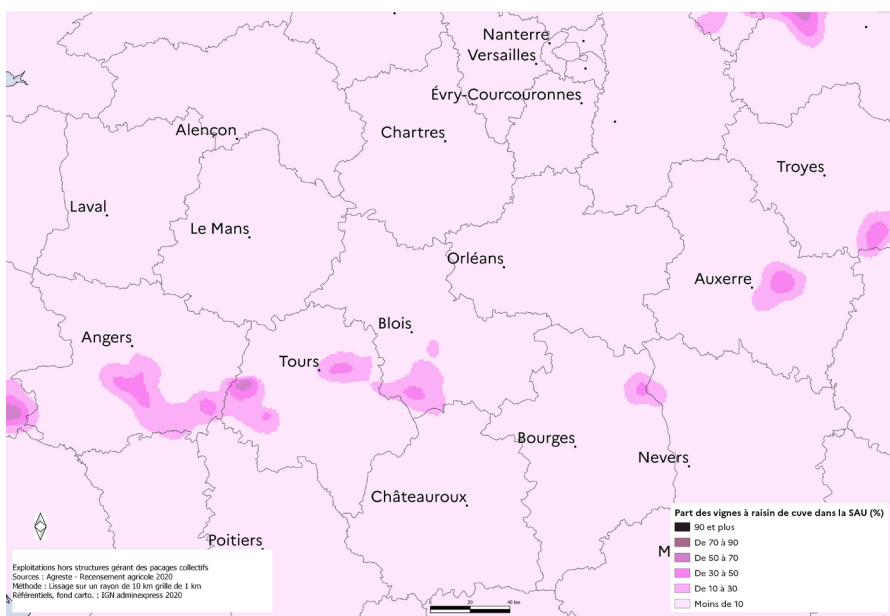 Nanterre
Versailles
Évry-Courcouronnes
Alençon
Chartres
Troyes
Laval
Le Mans
Orléans
Auxerre
Blois
Angers
Tours
Bourges
Nevers
Châteauroux
Poitiers
M
Part des vignes à raisin de cuve dans la SAU (%)
90 et plus
De 70 à 90
De 50 à 70
De 30 à 50
De 10 à 30
Moins de 10
Exploitations hors structures gérant des pacages collectifs
Sources : Agreste - Recensement agricole 2020
Méthode : Lissage sur un rayon de 10 km grille de 1 km
Référentiels, fond carto. : IGN adminexpress 2020
0 20 40 km